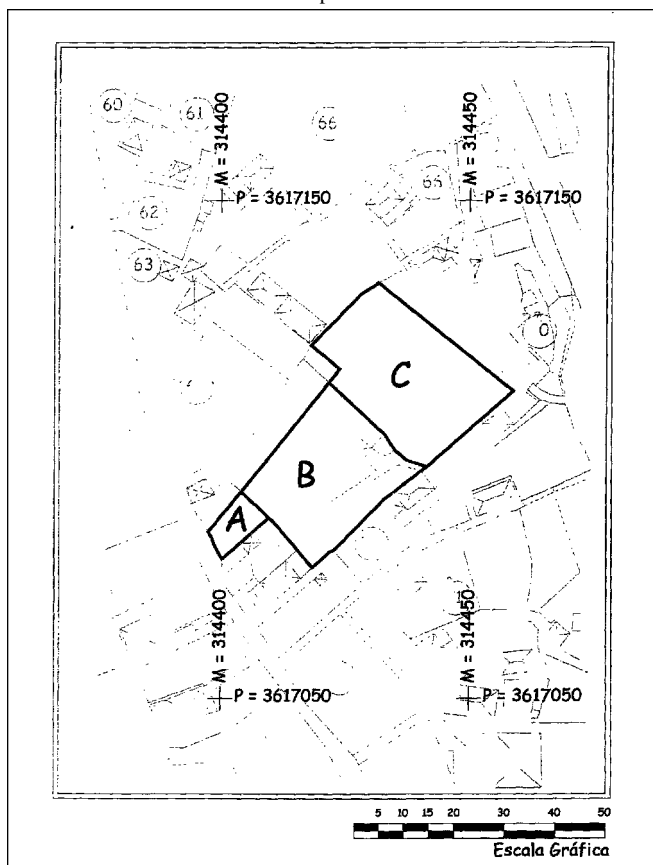 60
61
M = 314400
66
M = 314450
P = 3617150
P = 3617150
62
63
0
C
B
A
M = 314400
M = 314450
P = 3617050
P = 3617050
5 10 15 20 30 40 50
Escala Gráfica